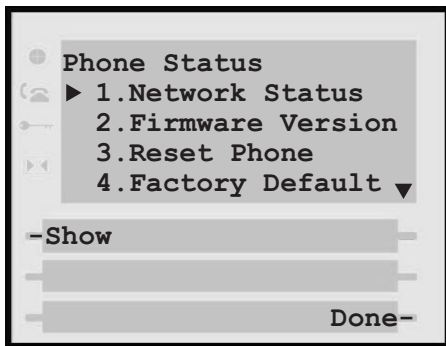 Phone Status
1.Network Status
2.Firmware Version
3.Reset Phone
4.Factory Default
Show
Done